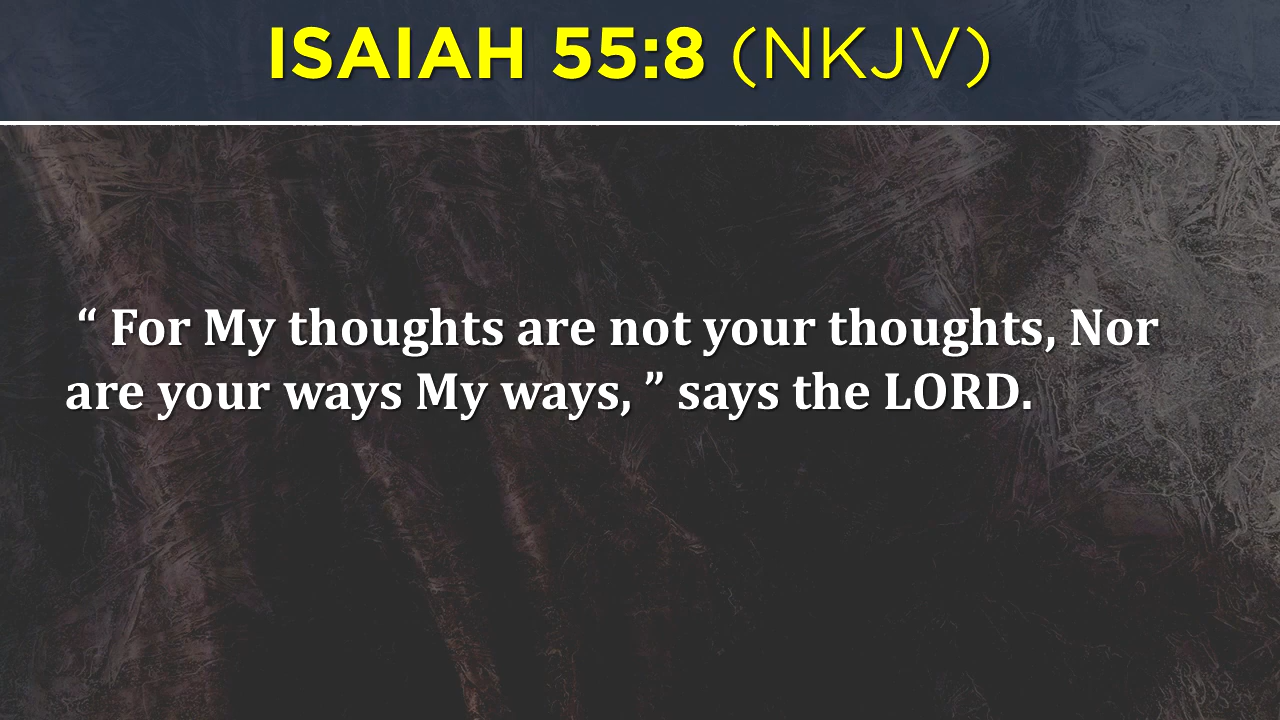 ISAIAH 55:8 (NKJV)
“ For My thoughts are not your thoughts, Nor
are your ways My ways, ” says the LORD.